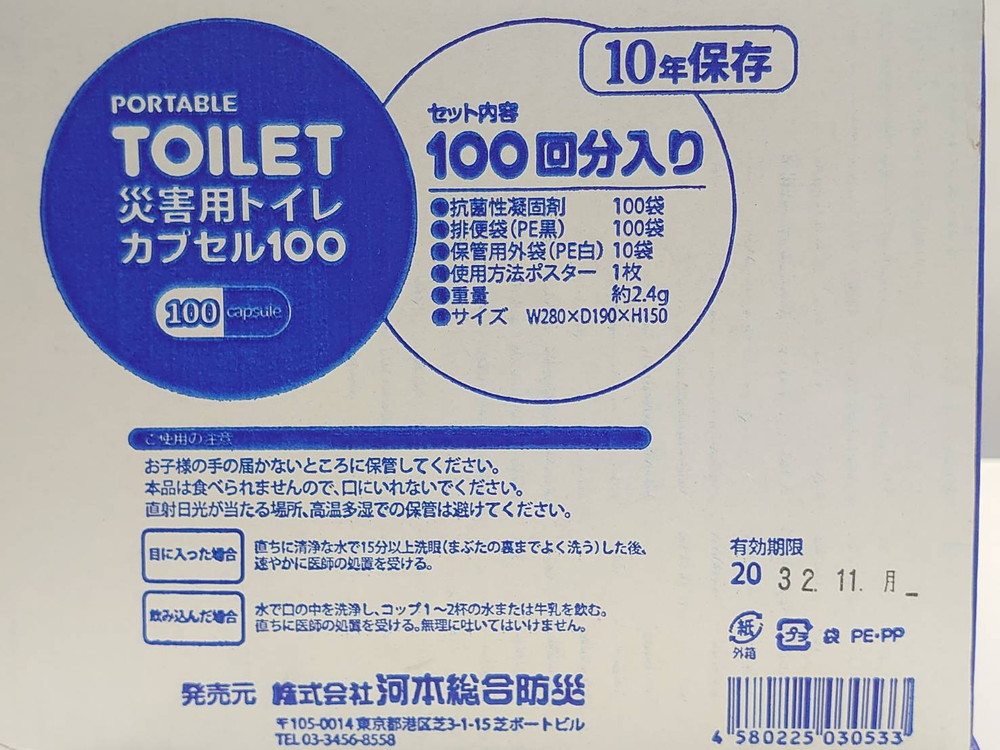 PORTABLE
TOILET
災害用トイレ
カプセル100
100 capsule
10年保存
セット内容
100回分入り
●抗菌性凝固剤 100袋
●排便袋(PE黒) 100袋
●保管用外袋(PE白) 10袋
●使用方法ポスター 1枚
●重量 約2.4g
●サイズ W280×D190×H150
ご使用の注意
お子様の手の届かないところに保管してください。
本品は食べられませんので、口にいれないでください。
直射日光が当たる場所、高温多湿での保管は避けてください。
目に入った場合
直ちに清浄な水で15分以上洗眼(まぶたの裏までよく洗う)した後、
速やかに医師の処置を受ける。
飲み込んだ場合
水で口の中を洗浄し、コップ1~2杯の水または牛乳を飲む。
直ちに医師の処置を受ける。無理に吐いてはいけません。
有効期限
20 32. 11. 月
紙 外箱 プラ 袋 PE・PP
発売元 株式会社河本総合防災
〒105-0014 東京都港区芝3-1-15 芝ボートビル
TEL 03-3456-8558
4 580225 030533